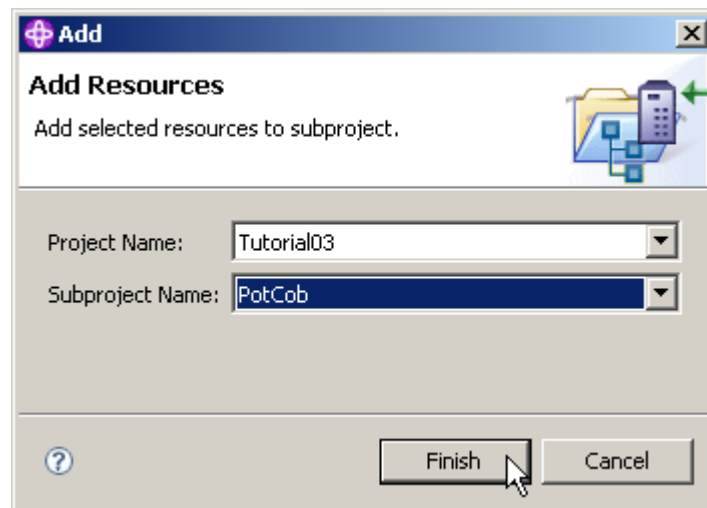 Add
Add Resources
Add selected resources to subproject.
Project Name: Tutorial03
Subproject Name: PotCob
? Finish Cancel